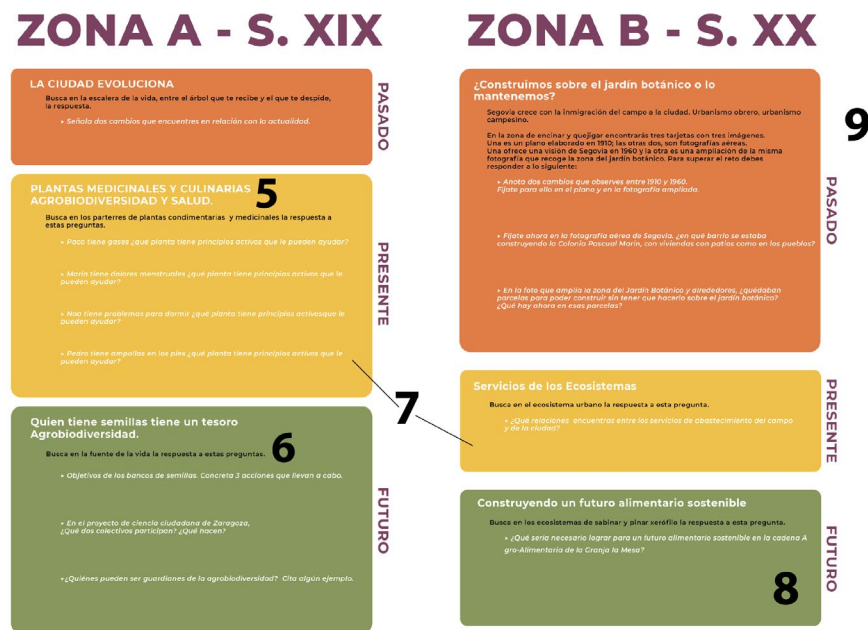 ZONA A - S. XIX
LA CIUDAD EVOLUCIONA
Busca en la escalera de la vida, entre el árbol que te recibe y el que te despide,
la respuesta.
• Señala dos cambios que encuentres en relación con la actualidad.
PASADO
PLANTAS MEDICINALES Y CULINARIAS
AGROBIODIVERSIDAD Y SALUD.
5
Busca en los parterres de plantas condimentarias y medicinales la respuesta a
estas preguntas.
• Paco tiene gases ¿qué planta tiene principios activos que le pueden ayudar?
• María tiene dolores menstruales ¿qué planta tiene principios activos que le
pueden ayudar?
• Noa tiene problemas para dormir ¿qué planta tiene principios activosque le
pueden ayudar?
• Pedro tiene ampollas en los pies ¿qué planta tiene principios activos que le
pueden ayudar?
PRESENTE
7
Quien tiene semillas tiene un tesoro
Agrobiodiversidad.
Busca en la fuente de la vida la respuesta a estas preguntas.
6
• Objetivos de los bancos de semillas. Concreta 3 acciones que llevan a cabo.
• En el proyecto de ciencia ciudadana de Zaragoza,
¿Qué dos colectivos participan? ¿Qué hacen?
•¿Quiénes pueden ser guardianes de la agrobiodiversidad? Cita algún ejemplo.
FUTURO
ZONA B - S. XX
¿Construimos sobre el jardín botánico o lo
mantenemos?
Segovia crece con la inmigración del campo a la ciudad. Urbanismo obrero, urbanismo
campesino.
En la zona de encinar y quejigar encontrarás tres tarjetas con tres imágenes.
Una es un plano elaborado en 1910; las otras dos, son fotografías aéreas.
Una ofrece una visión de Segovia en 1960 y la otra es una ampliación de la misma
fotografía que recoge la zona del jardín botánico. Para superar el reto debes
responder a lo siguiente:
• Anota dos cambios que observes entre 1910 y 1960.
Fíjate para ello en el plano y en la fotografía ampliada.
• Fíjate ahora en la fotografía aérea de Segovia. ¿en qué barrio se estaba
construyendo la Colonia Pascual Marín, con viviendas con patios como en los pueblos?
• En la foto que amplía la zona del Jardín Botánico y alrededores, ¿quedaban
parcelas para poder construir sin tener que hacerlo sobre el jardín botánico?
¿Qué hay ahora en esas parcelas?
9
PASADO
Servicios de los Ecosistemas
Busca en el ecosistema urbano la respuesta a esta pregunta.
• ¿Qué relaciones encuentras entre los servicios de abastecimiento del campo
y de la ciudad?
PRESENTE
Construyendo un futuro alimentario sostenible
Busca en los ecosistemas de sabinar y pinar xerófilo la respuesta a esta pregunta.
• ¿Qué sería necesario lograr para un futuro alimentario sostenible en la cadena A
gro-Alimentaria de la Granja la Mesa?
8
FUTURO